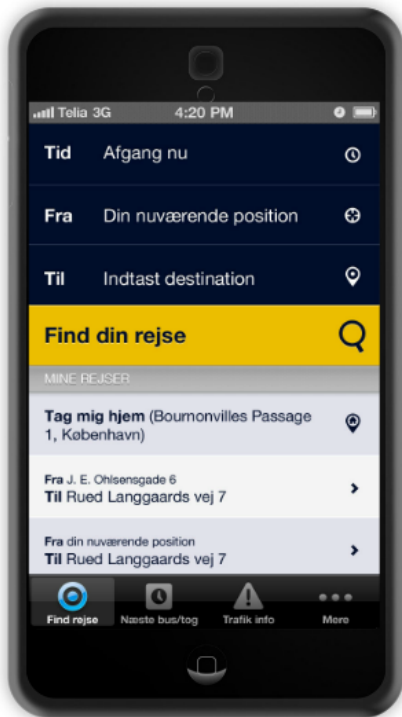 Telia 3G 4:20 PM
Tid Afgang nu
Fra Din nuværende position
Til Indtast destination
Find din rejse
MINE REJSER
Tag mig hjem (Bournonvilles Passage
1, København)
Fra J. E. Ohlsensgade 6
Til Rued Langgaards vej 7
Fra din nuværende position
Til Rued Langgaards vej 7
Find rejse Næste bus/tog Trafik info Mere